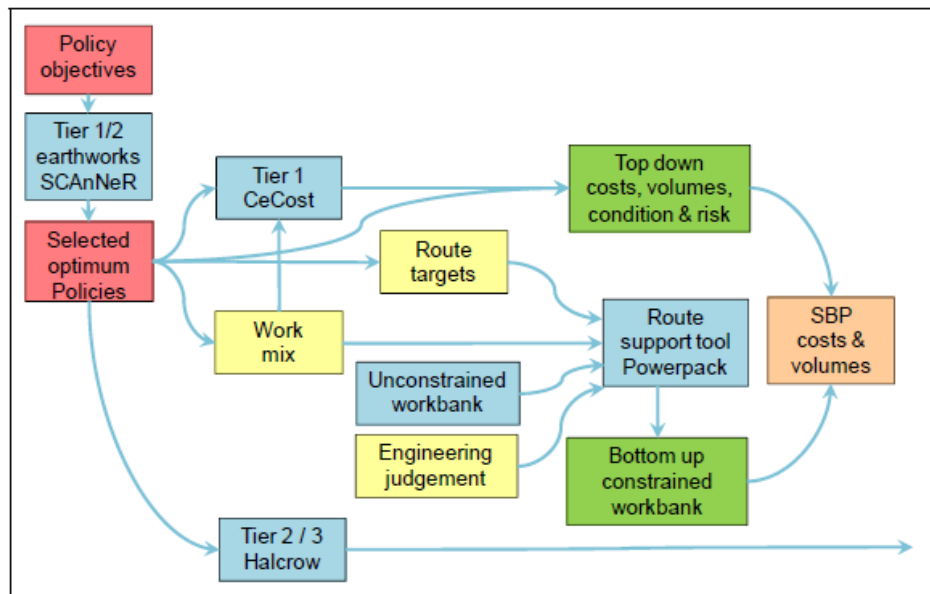 Policy
objectives
Tier 1/2
earthworks
SCAnNeR
Selected
optimum
Policies
Tier 1
CeCost
Top down
costs, volumes,
condition & risk
Route
targets
Work
mix
Unconstrained
workbank
Engineering
judgement
Route
support tool
Powerpack
SBP
costs &
volumes
Bottom up
constrained
workbank
Tier 2 / 3
Halcrow